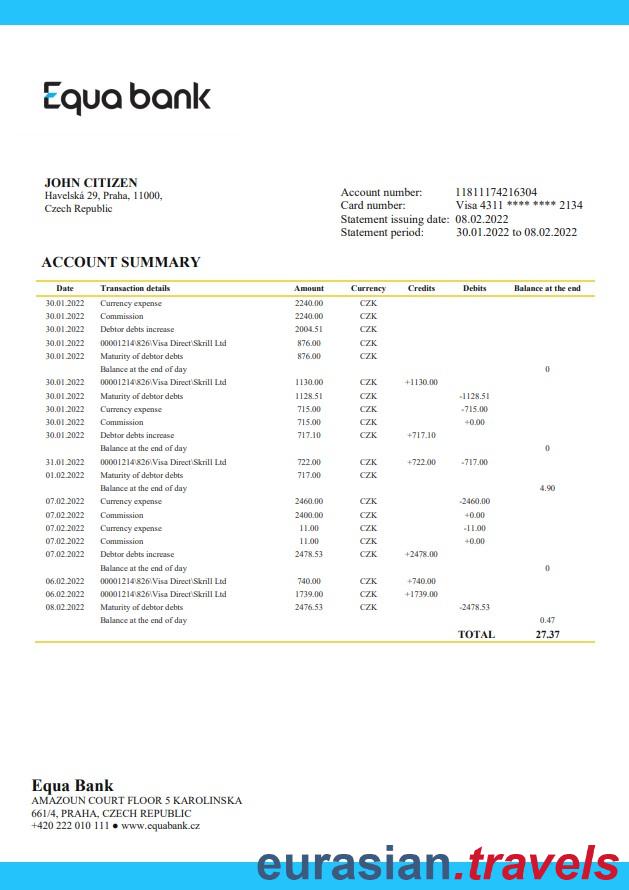 Equa bank
JOHN CITIZEN
Havelská 29, Praha, 11000,
Czech Republic
Account number: 11811174216304
Card number: Visa 4311 **** **** 2134
Statement issuing date: 08.02.2022
Statement period: 30.01.2022 to 08.02.2022
ACCOUNT SUMMARY
Date Transaction details Amount Currency Credits Debits Balance at the end
30.01.2022 Currency expense 2240.00 CZK
30.01.2022 Commission 2240.00 CZK
30.01.2022 Debtor debts increase 2004.51 CZK
30.01.2022 00001214\826\Visa Direct\Skrill Ltd 876.00 CZK
30.01.2022 Maturity of debtor debts 876.00 CZK
Balance at the end of day 0
30.01.2022 00001214\826\Visa Direct\Skrill Ltd 1130.00 CZK +1130.00
30.01.2022 Maturity of debtor debts 1128.51 CZK -1128.51
30.01.2022 Currency expense 715.00 CZK -715.00
30.01.2022 Commission 715.00 CZK +0.00
30.01.2022 Debtor debts increase 717.10 CZK +717.10
Balance at the end of day 0
31.01.2022 00001214\826\Visa Direct\Skrill Ltd 722.00 CZK +722.00 -717.00
01.02.2022 Maturity of debtor debts 717.00 CZK
Balance at the end of day 4.90
07.02.2022 Currency expense 2460.00 CZK -2460.00
07.02.2022 Commission 2400.00 CZK +0.00
07.02.2022 Currency expense 11.00 CZK -11.00
07.02.2022 Commission 11.00 CZK +0.00
07.02.2022 Debtor debts increase 2478.53 CZK +2478.00
Balance at the end of day 0
06.02.2022 00001214\826\Visa Direct\Skrill Ltd 740.00 CZK +740.00
06.02.2022 00001214\826\Visa Direct\Skrill Ltd 1739.00 CZK +1739.00
08.02.2022 Maturity of debtor debts 2476.53 CZK -2478.53
Balance at the end of day 0.47
TOTAL 27.37
Equa Bank
AMAZOUN COURT FLOOR 5 KAROLINSKA
661/4, PRAHA, CZECH REPUBLIC
+420 222 010 111 ● www.equabank.cz
eurasian.travels